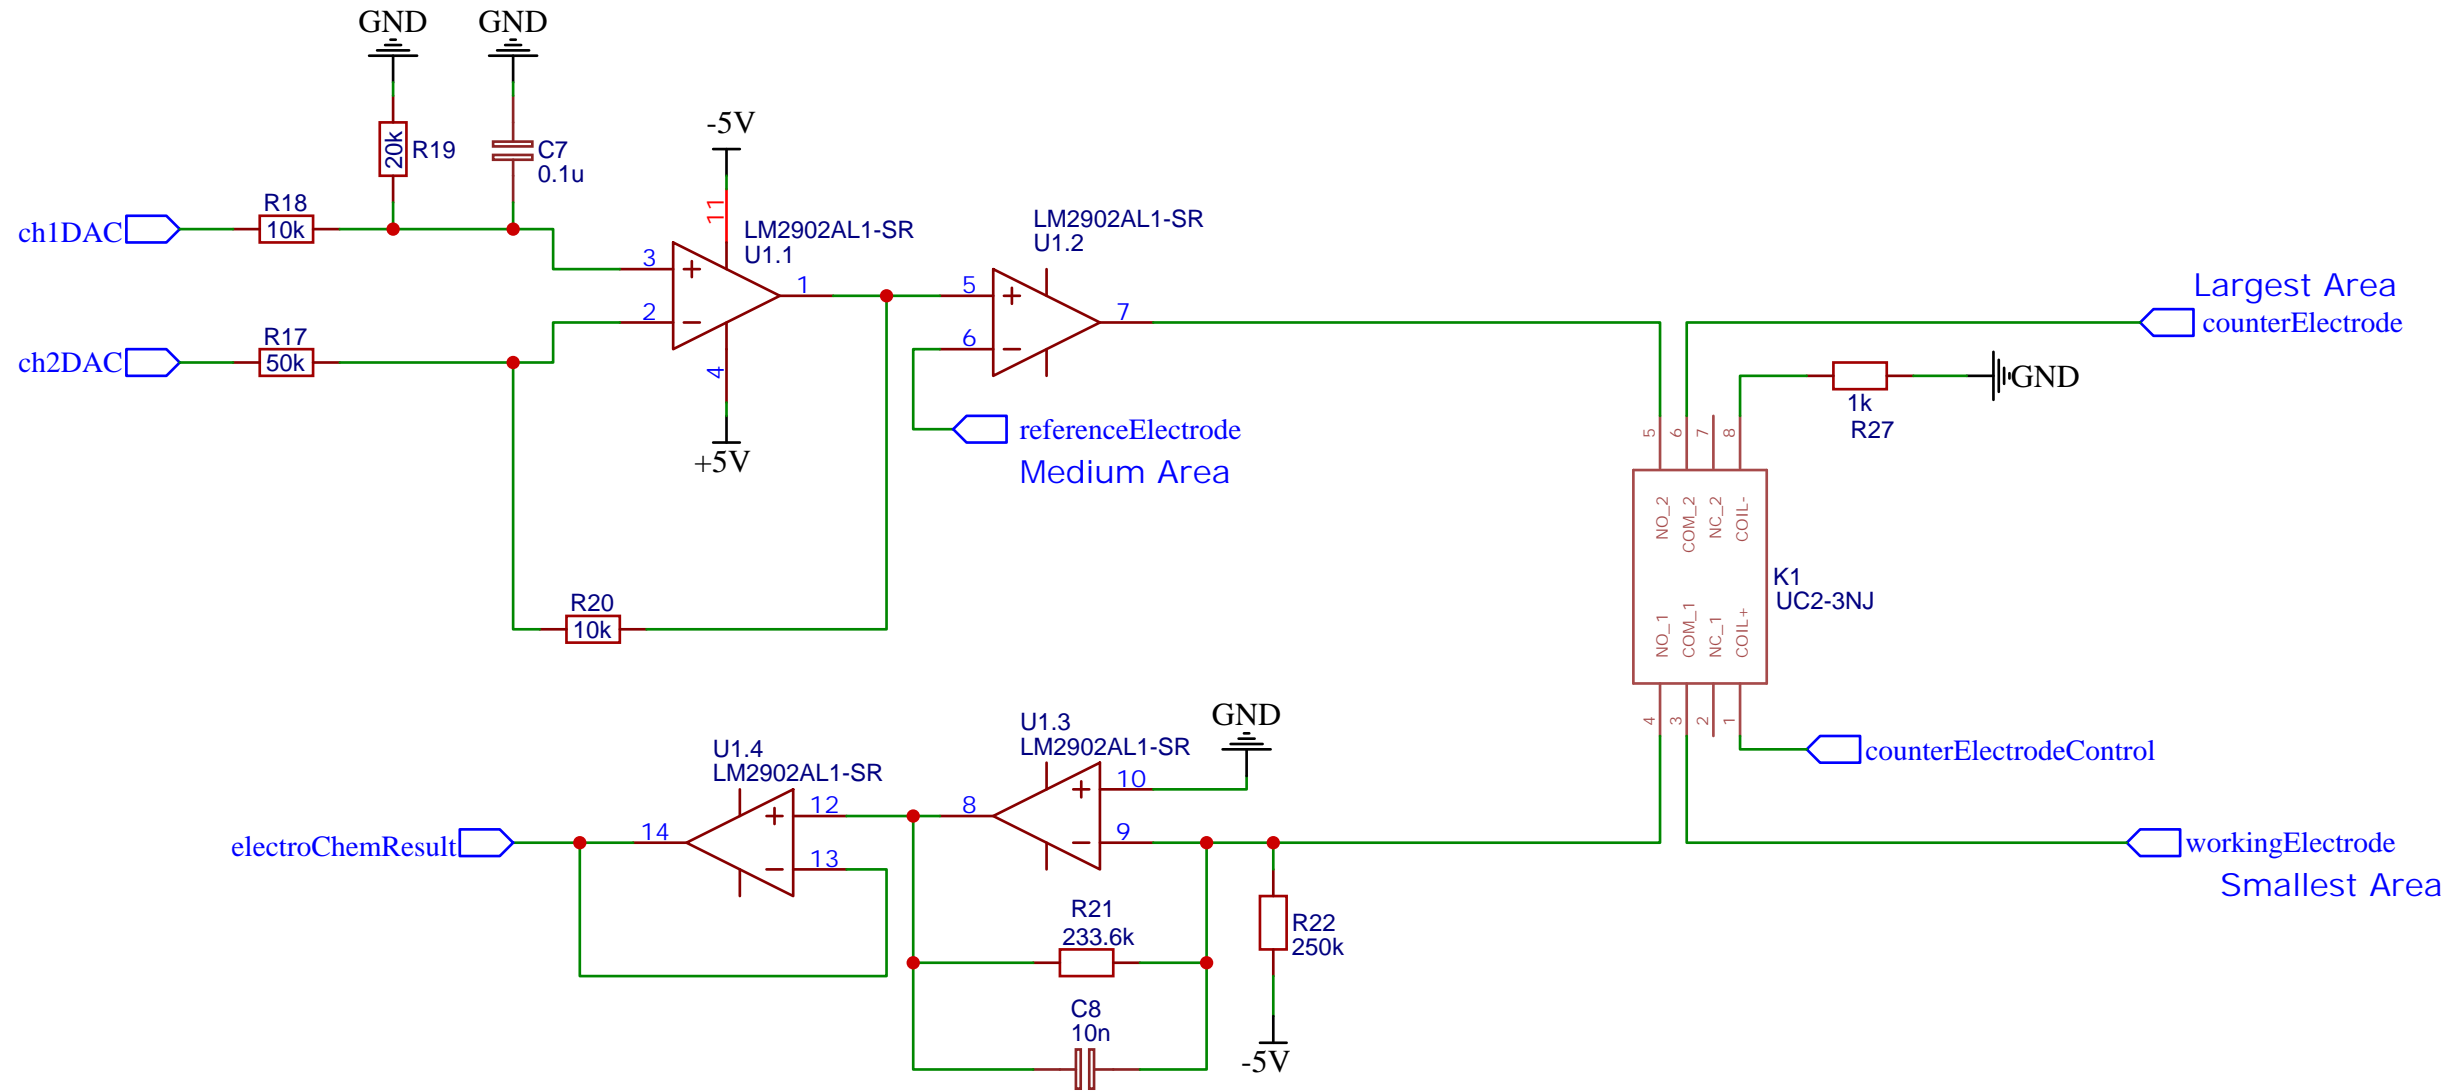 GND
GND
20k
R19
C7
0.1u
-5V
R18
10k
ch1DAC
11
LM2902AL1-SR
U1.1
3
+
1
2
−
4
+5V
R17
50k
ch2DAC
LM2902AL1-SR
U1.2
5
+
7
6
−
referenceElectrode
Medium Area
Largest Area
counterElectrode
GND
1k
R27
5
6
7
8
NO_2
COM_2
NC_2
COIL-
K1
UC2-3NJ
NO_1
COM_1
NC_1
COIL+
4
3
2
1
counterElectrodeControl
workingElectrode
Smallest Area
R20
10k
GND
U1.3
LM2902AL1-SR
10
+
8
9
−
U1.4
LM2902AL1-SR
12
+
14
13
−
electroChemResult
R21
233.6k
R22
250k
C8
10n
-5V